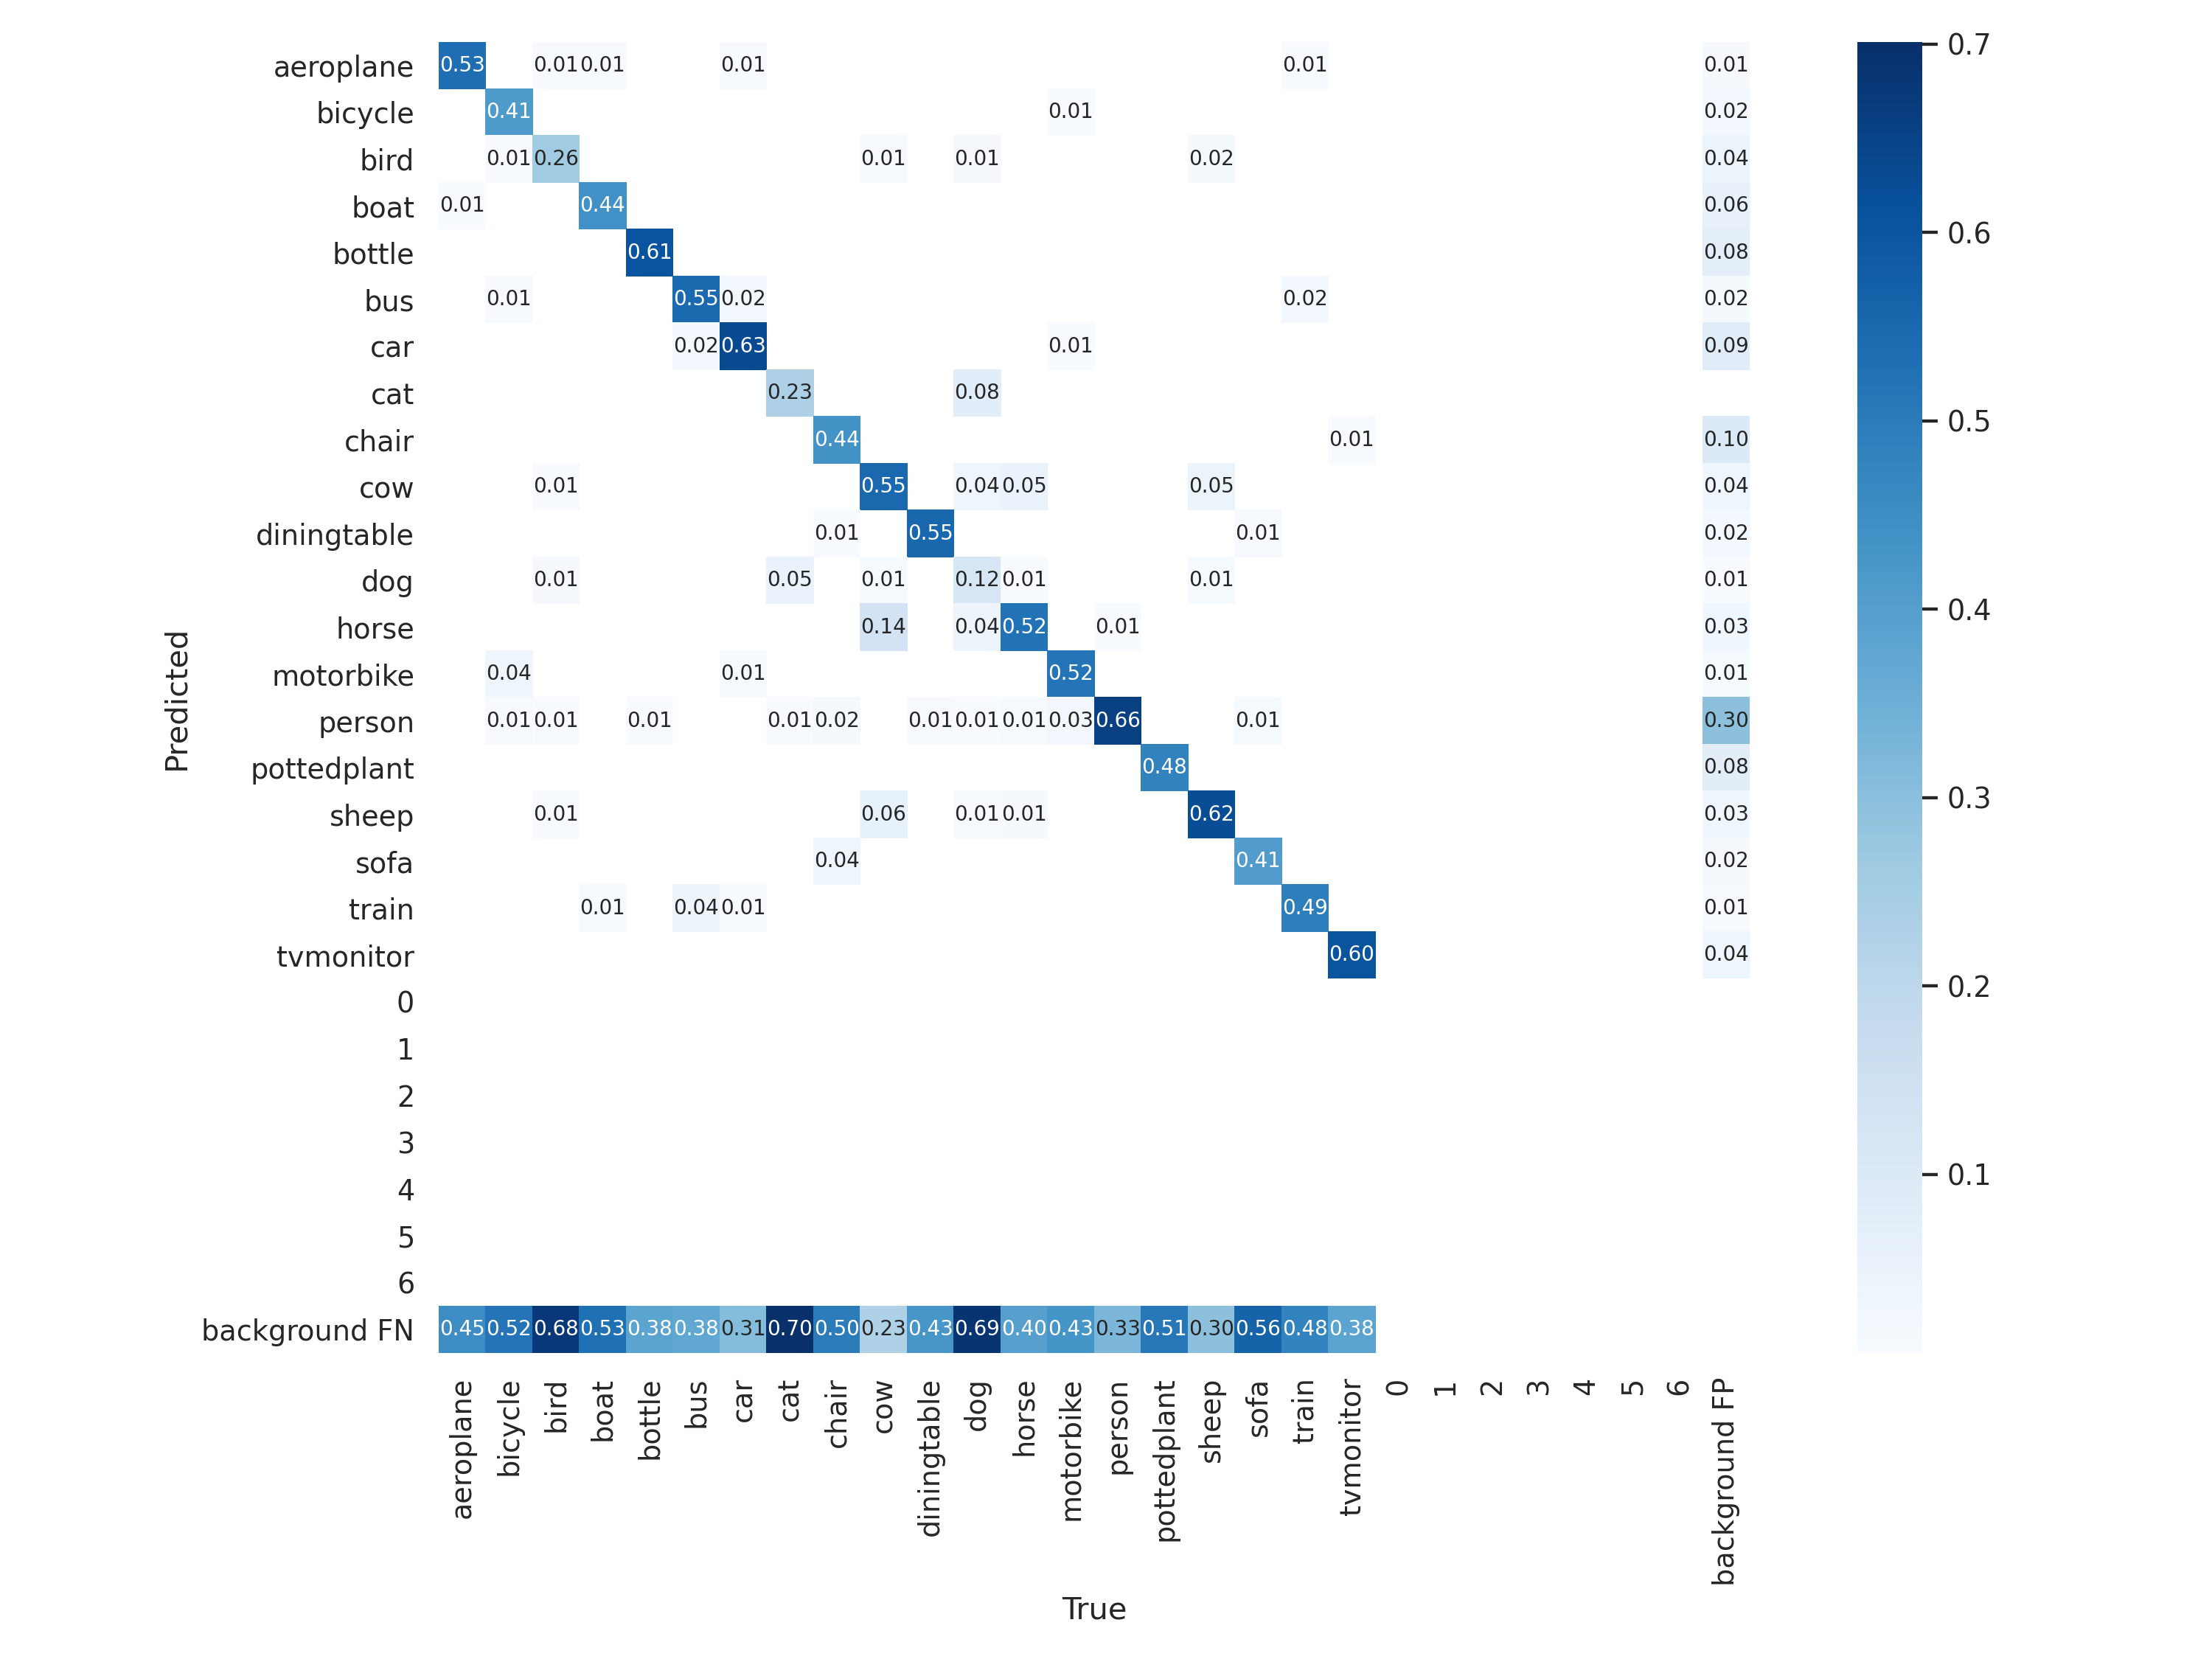 aeroplane 0.53 0.01 0.01 0.01 0.01 0.01
bicycle 0.41 0.01 0.02
bird 0.01 0.26 0.01 0.01 0.02 0.04
boat 0.01 0.44 0.06
bottle 0.61 0.08
bus 0.01 0.55 0.02 0.02 0.02
car 0.02 0.63 0.01 0.09
cat 0.23 0.08
chair 0.44 0.01 0.10
cow 0.01 0.55 0.04 0.05 0.05 0.04
diningtable 0.01 0.55 0.01 0.02
dog 0.01 0.05 0.01 0.12 0.01 0.01 0.01
horse 0.14 0.04 0.52 0.01 0.03
motorbike 0.04 0.01 0.52 0.01
person 0.01 0.01 0.01 0.01 0.02 0.01 0.01 0.01 0.03 0.66 0.01 0.30
pottedplant 0.48 0.08
sheep 0.01 0.06 0.01 0.01 0.62 0.03
sofa 0.04 0.41 0.02
train 0.01 0.04 0.01 0.49 0.01
tvmonitor 0.60 0.04
0
1
2
3
4
5
6
background FN 0.45 0.52 0.68 0.53 0.38 0.38 0.31 0.70 0.50 0.23 0.43 0.69 0.40 0.43 0.33 0.51 0.30 0.56 0.48 0.38
Predicted
aeroplane
bicycle
bird
boat
bottle
bus
car
cat
chair
cow
diningtable
dog
horse
motorbike
person
pottedplant
sheep
sofa
train
tvmonitor
0
1
2
3
4
5
6
background FP
True
0.7
0.6
0.5
0.4
0.3
0.2
0.1